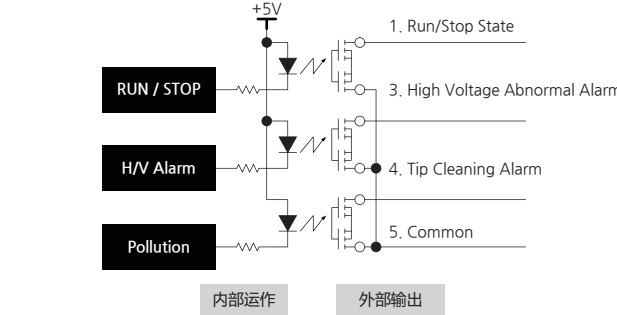 +5V
1. Run/Stop State
RUN / STOP
3. High Voltage Abnormal Alarm
H/V Alarm
4. Tip Cleaning Alarm
5. Common
Pollution
内部运作
外部输出